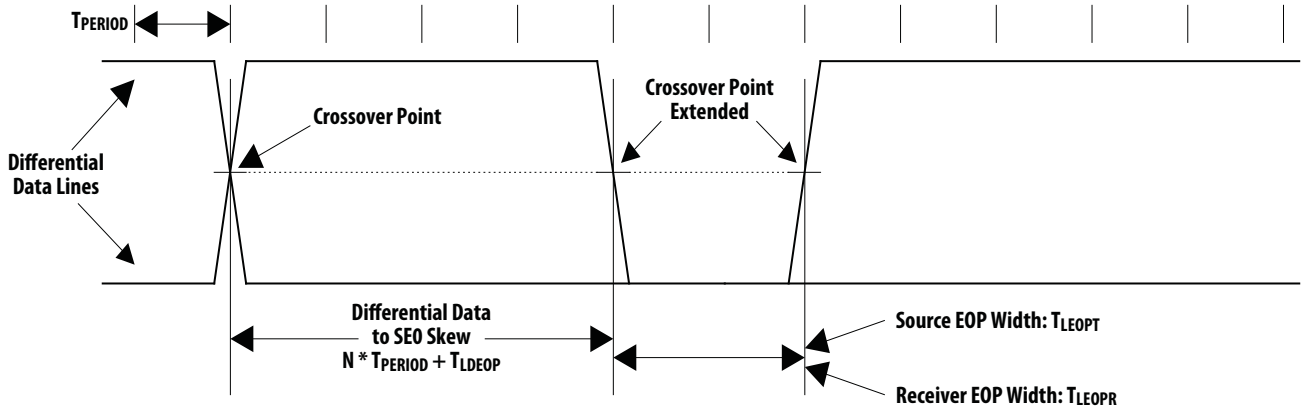 TPERIOD
Crossover Point
Crossover Point
Extended
Differential
Data Lines
Differential Data
to SE0 Skew
N * TPERIOD + TLDEOP
Source EOP Width: TLEOPT
Receiver EOP Width: TLEOPR